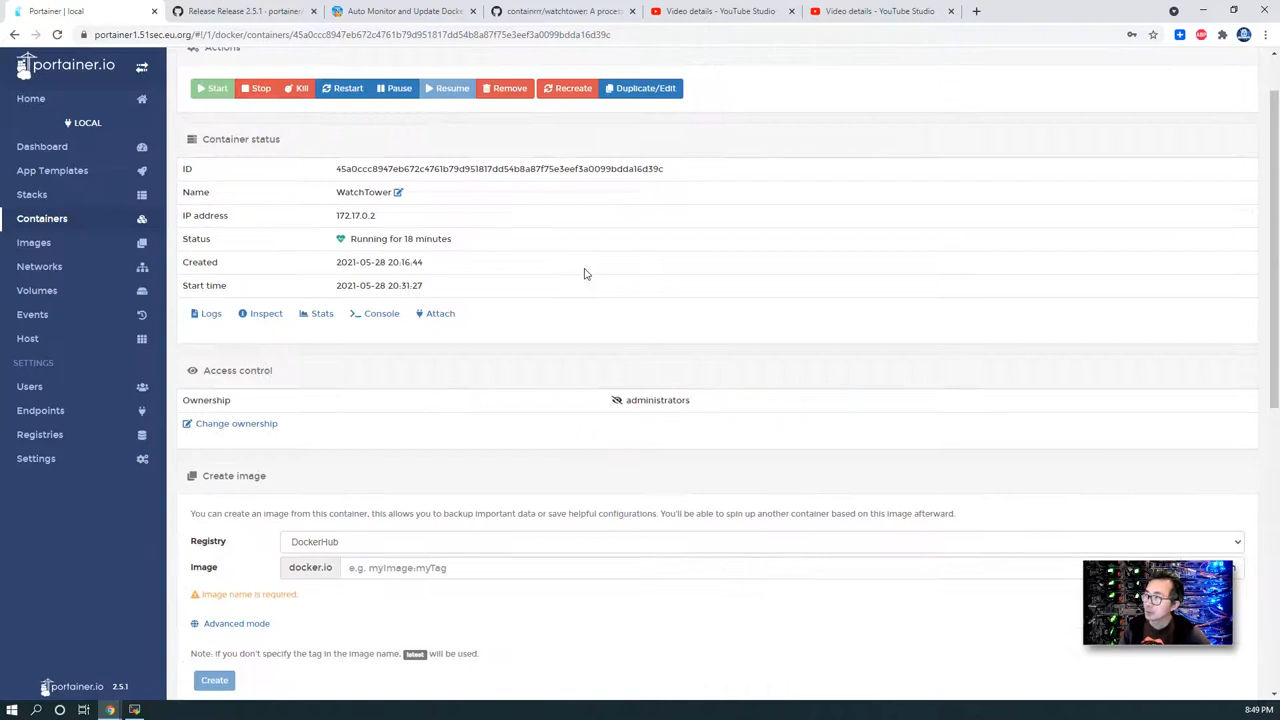 Portainer | local
Release Release 2.5.1 - portainer/
Auto Monitor and Update Docke
containrrr/watchtower: A process
Video details - YouTube Studio
Video details - YouTube Studio
portainer1.51sec.eu.org/#!/1/docker/containers/45a0ccc8947eb672c4761b79d951817dd54b8a87f75e3eef3a0099bdda16d39c
portainer.io
Home
LOCAL
Dashboard
App Templates
Stacks
Containers
Images
Networks
Volumes
Events
Host
SETTINGS
Users
Endpoints
Registries
Settings
portainer.io 2.5.1
Actions
Start Stop Kill Restart Pause Resume Remove Recreate Duplicate/Edit
Container status
ID 45a0ccc8947eb672c4761b79d951817dd54b8a87f75e3eef3a0099bdda16d39c
Name WatchTower
IP address 172.17.0.2
Status Running for 18 minutes
Created 2021-05-28 20:16:44
Start time 2021-05-28 20:31:27
Logs Inspect Stats >_ Console Attach
Access control
Ownership administrators
Change ownership
Create image
You can create an image from this container, this allows you to backup important data or save helpful configurations. You'll be able to spin up another container based on this image afterward.
Registry DockerHub
Image docker.io e.g. myImage:myTag
Image name is required.
Advanced mode
Note: if you don't specify the tag in the image name, latest will be used.
Create
8:49 PM